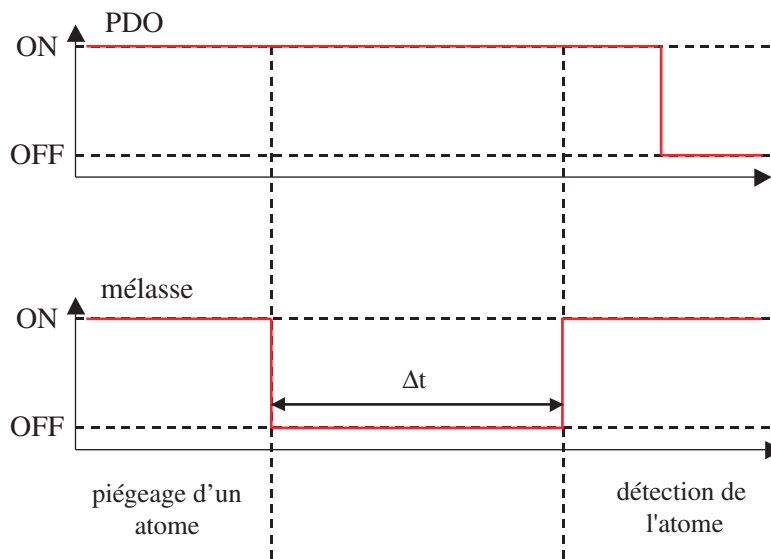 PDO
ON
OFF
mélasse
ON
Δt
OFF
piégeage d'un
atome
détection de
l'atome